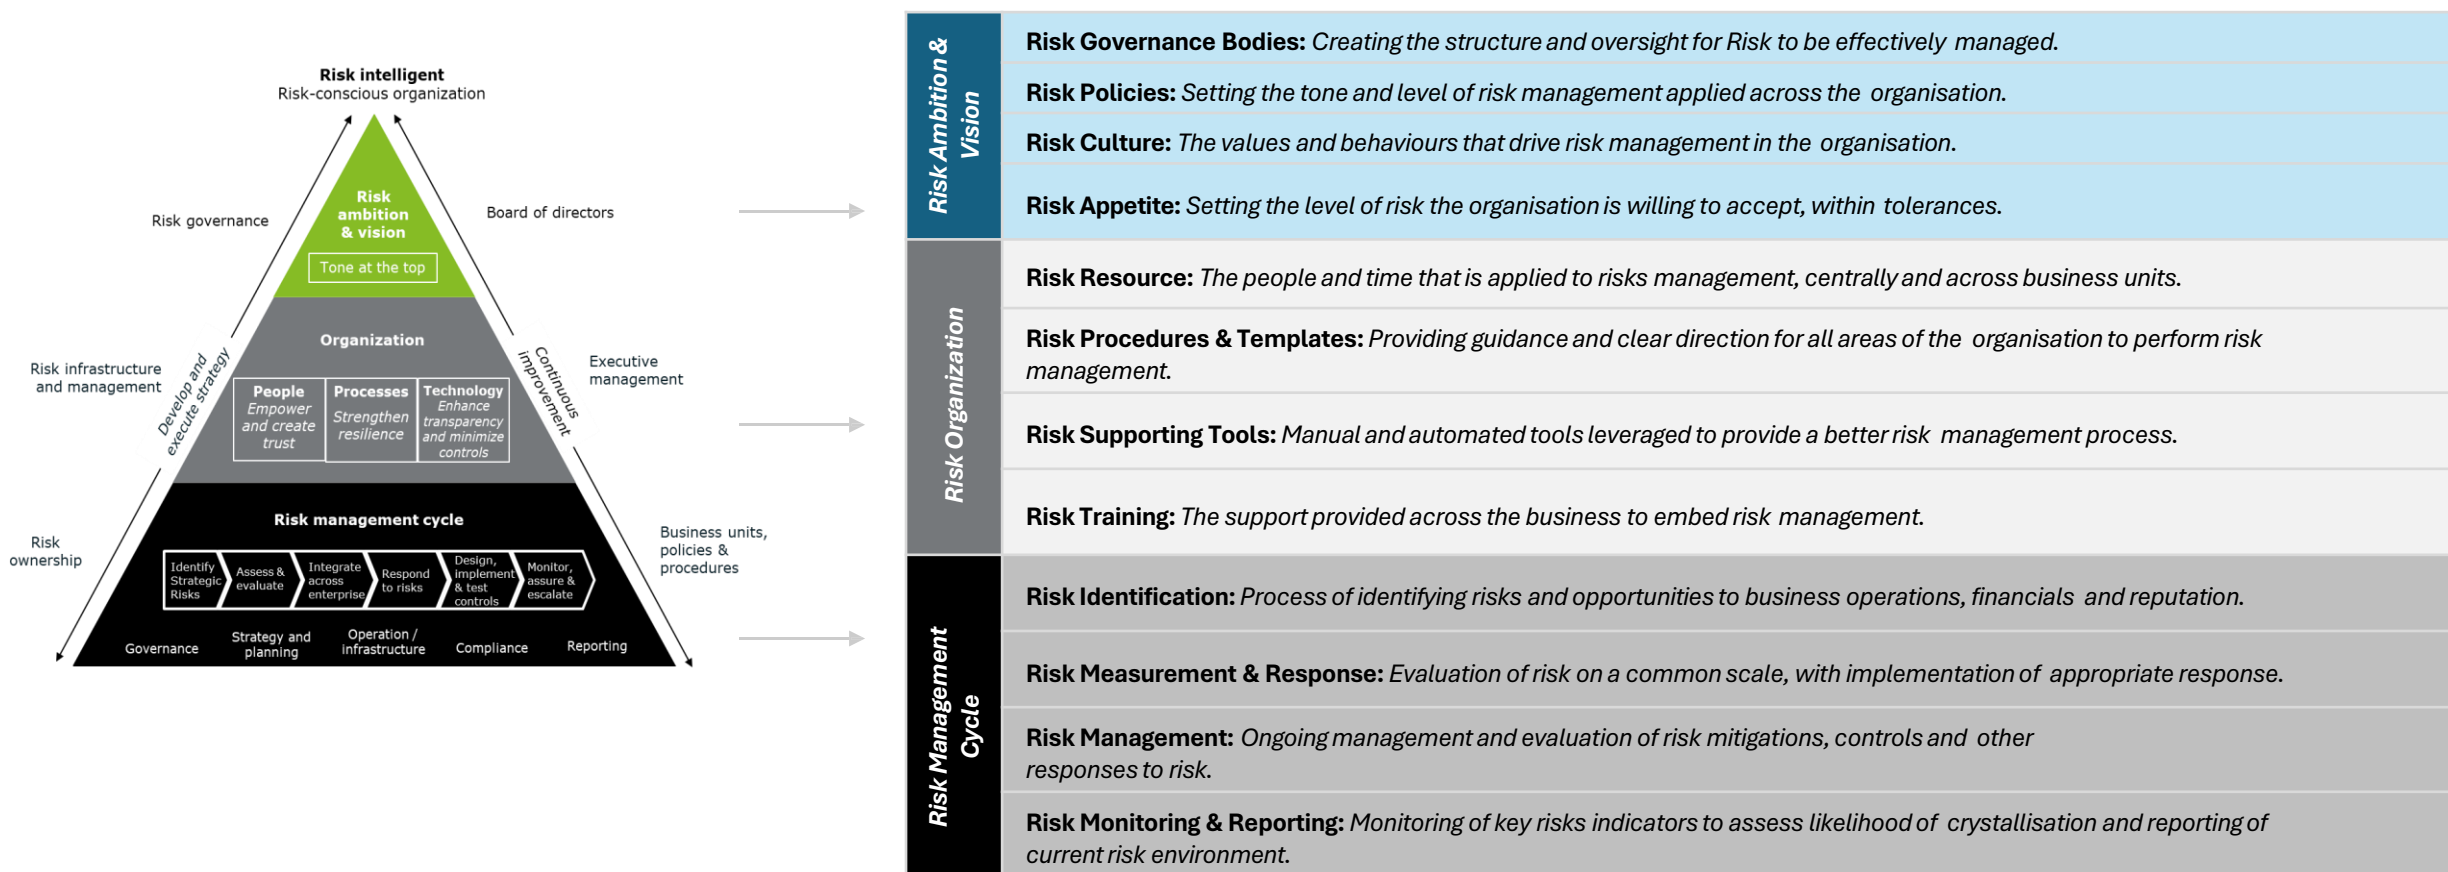 Risk intelligent
Risk-conscious organization
Risk governance
Board of directors
Risk
ambition
& vision
Tone at the top
Develop and
execute strategy
Continuous
improvement
Risk infrastructure
and management
Executive
management
Organization
People
Empower
and create
trust
Processes
Strengthen
resilience
Technology
Enhance
transparency
and minimize
controls
Risk
ownership
Business units,
policies &
procedures
Risk management cycle
Identify
Strategic
Risks
Assess &
evaluate
Integrate
across
enterprise
Respond
to risks
Design,
implement
& test
controls
Monitor,
assure &
escalate
Governance
Strategy and
planning
Operation /
infrastructure
Compliance
Reporting
Risk Ambition &
Vision
Risk Governance Bodies: Creating the structure and oversight for Risk to be effectively managed.
Risk Policies: Setting the tone and level of risk management applied across the organisation.
Risk Culture: The values and behaviours that drive risk management in the organisation.
Risk Appetite: Setting the level of risk the organisation is willing to accept, within tolerances.
Risk Organization
Risk Resource: The people and time that is applied to risks management, centrally and across business units.
Risk Procedures & Templates: Providing guidance and clear direction for all areas of the organisation to perform risk
management.
Risk Supporting Tools: Manual and automated tools leveraged to provide a better risk management process.
Risk Training: The support provided across the business to embed risk management.
Risk Management
Cycle
Risk Identification: Process of identifying risks and opportunities to business operations, financials and reputation.
Risk Measurement & Response: Evaluation of risk on a common scale, with implementation of appropriate response.
Risk Management: Ongoing management and evaluation of risk mitigations, controls and other
responses to risk.
Risk Monitoring & Reporting: Monitoring of key risks indicators to assess likelihood of crystallisation and reporting of
current risk environment.